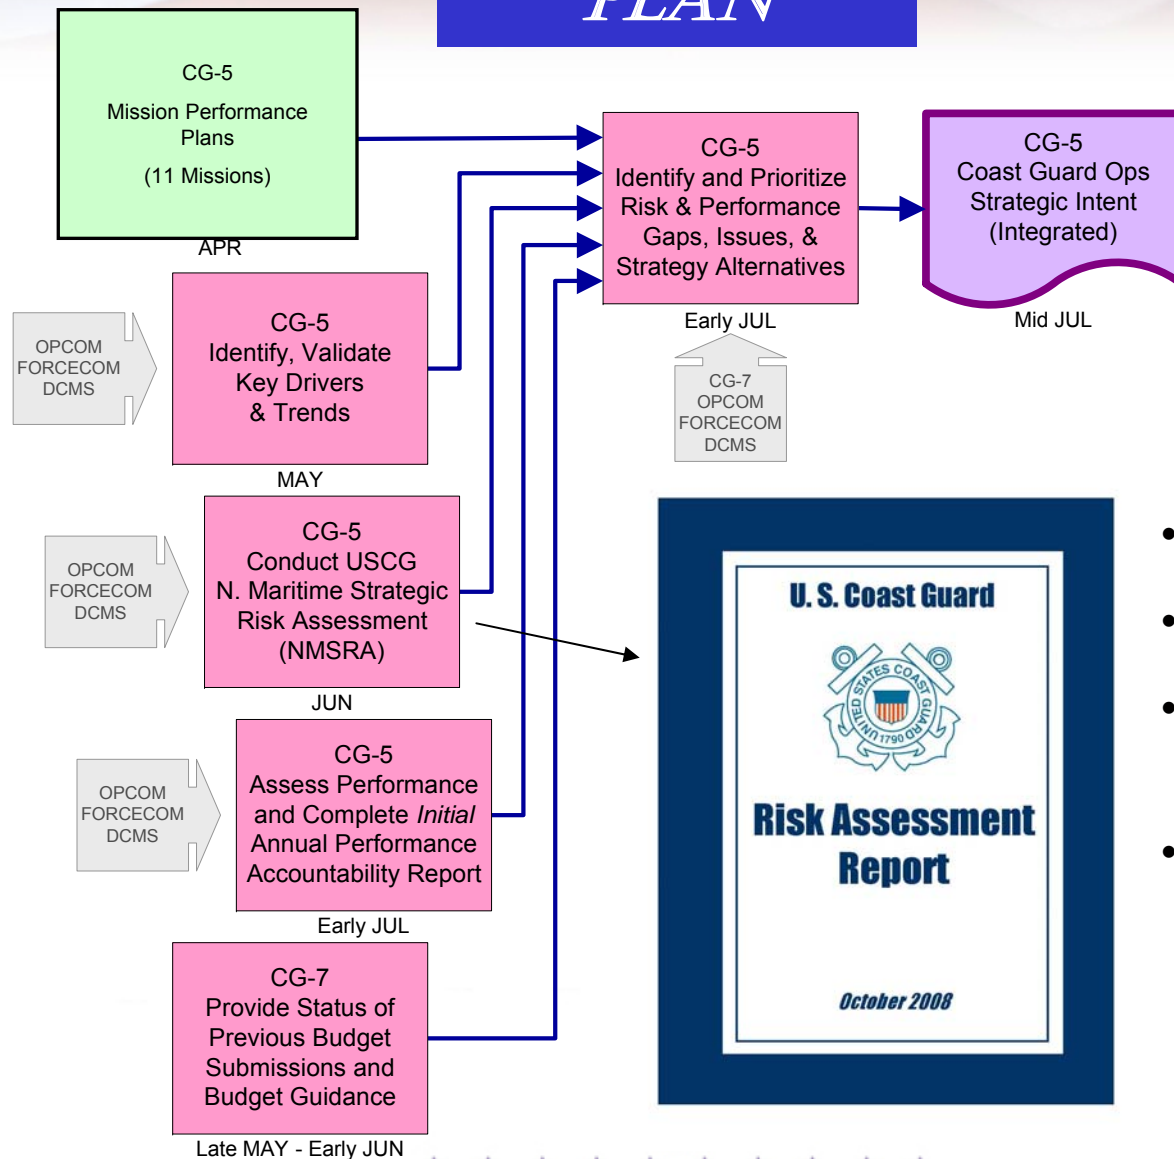 PLAN
CG-5
Mission Performance
Plans
(11 Missions)
APR
OPCOM
FORCECOM
DCMS
CG-5
Identify, Validate
Key Drivers
& Trends
MAY
OPCOM
FORCECOM
DCMS
CG-5
Conduct USCG
N. Maritime Strategic
Risk Assessment
(NMSRA)
JUN
OPCOM
FORCECOM
DCMS
CG-5
Assess Performance
and Complete Initial
Annual Performance
Accountability Report
Early JUL
CG-7
Provide Status of
Previous Budget
Submissions and
Budget Guidance
Late MAY - Early JUN
CG-5
Identify and Prioritize
Risk & Performance
Gaps, Issues, &
Strategy Alternatives
Early JUL
CG-7
OPCOM
FORCECOM
DCMS
CG-5
Coast Guard Ops
Strategic Intent
(Integrated)
Mid JUL
U. S. Coast Guard
UNITED STATES COAST GUARD
1790
Risk Assessment
Report
October 2008